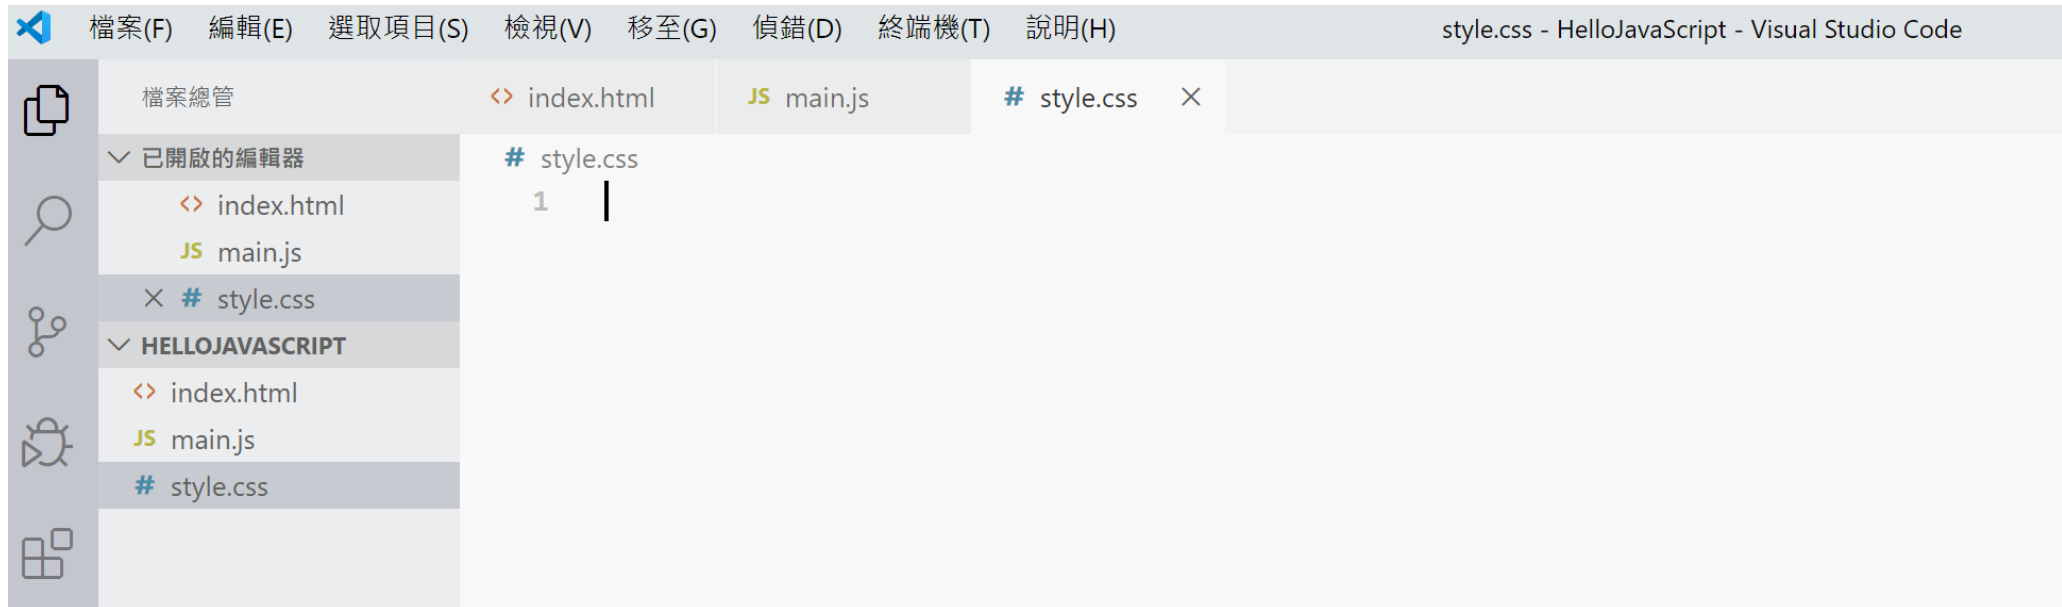 檔案(F) 編輯(E) 選取項目(S) 檢視(V) 移至(G) 偵錯(D) 終端機(T) 說明(H) style.css - HelloJavaScript - Visual Studio Code
檔案總管
已開啟的編輯器
<> index.html
JS main.js
# style.css
HELLOJAVASCRIPT
<> index.html
JS main.js
# style.css
<> index.html JS main.js # style.css
# style.css
1